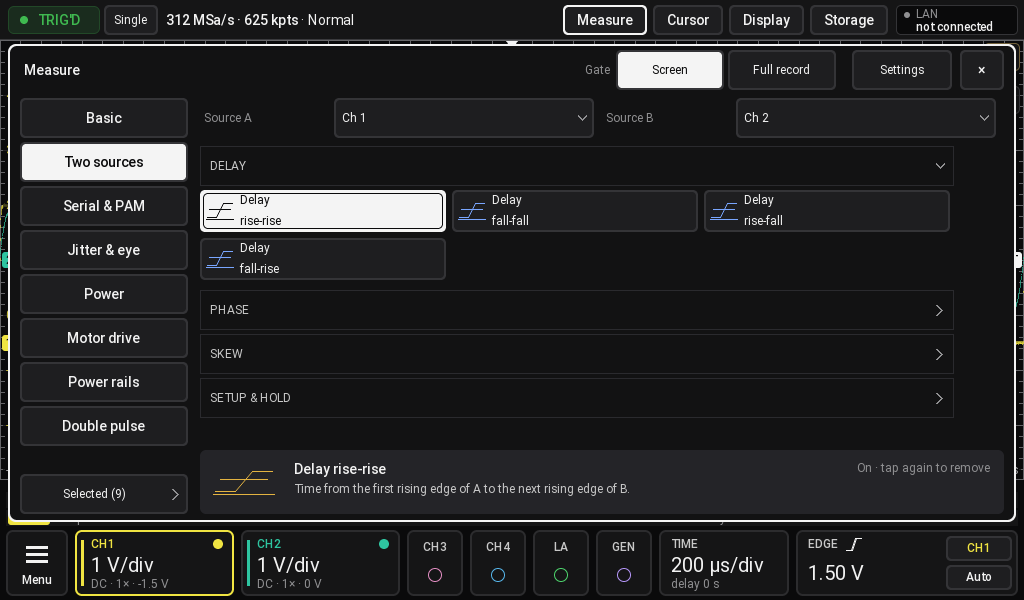 TRIG'D
Single
312 MSa/s · 625 kpts · Normal
Measure
Cursor
Display
Storage
LAN
not connected
Measure
Gate
Screen
Full record
Settings
×
Basic
Two sources
Serial & PAM
Jitter & eye
Power
Motor drive
Power rails
Double pulse
Selected (9)
Source A
Ch 1
Source B
Ch 2
DELAY
Delay
rise-rise
Delay
fall-fall
Delay
rise-fall
Delay
fall-rise
PHASE
SKEW
SETUP & HOLD
Delay rise-rise
Time from the first rising edge of A to the next rising edge of B.
On · tap again to remove
Menu
CH1
1 V/div
DC · 1× · -1.5 V
CH2
1 V/div
DC · 1× · 0 V
CH3
CH4
LA
GEN
TIME
200 µs/div
delay 0 s
EDGE
1.50 V
CH1
Auto